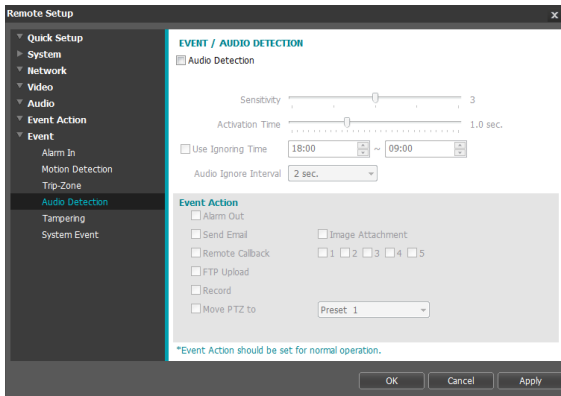 Remote Setup
x
Quick Setup
System
Network
Video
Audio
Event Action
Event
Alarm In
Motion Detection
Trip-Zone
Audio Detection
Tampering
System Event
EVENT / AUDIO DETECTION
Audio Detection
Sensitivity 3
Activation Time 1.0 sec.
Use Ignoring Time 18:00 ~ 09:00
Audio Ignore Interval 2 sec.
Event Action
Alarm Out
Send Email Image Attachment
Remote Callback 1 2 3 4 5
FTP Upload
Record
Move PTZ to Preset 1
*Event Action should be set for normal operation.
OK Cancel Apply